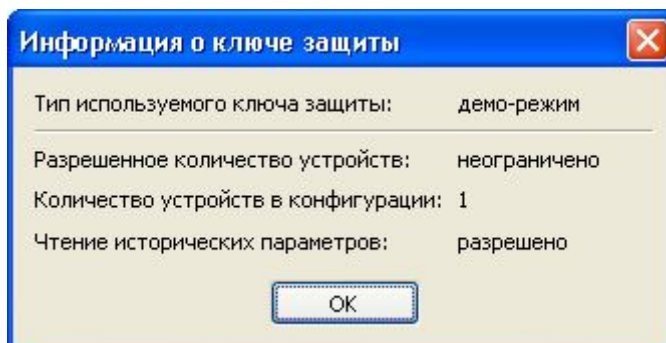 Информация о ключе защиты
Тип используемого ключа защиты: демо-режим
Разрешенное количество устройств: неограничено
Количество устройств в конфигурации: 1
Чтение исторических параметров: разрешено
ОК